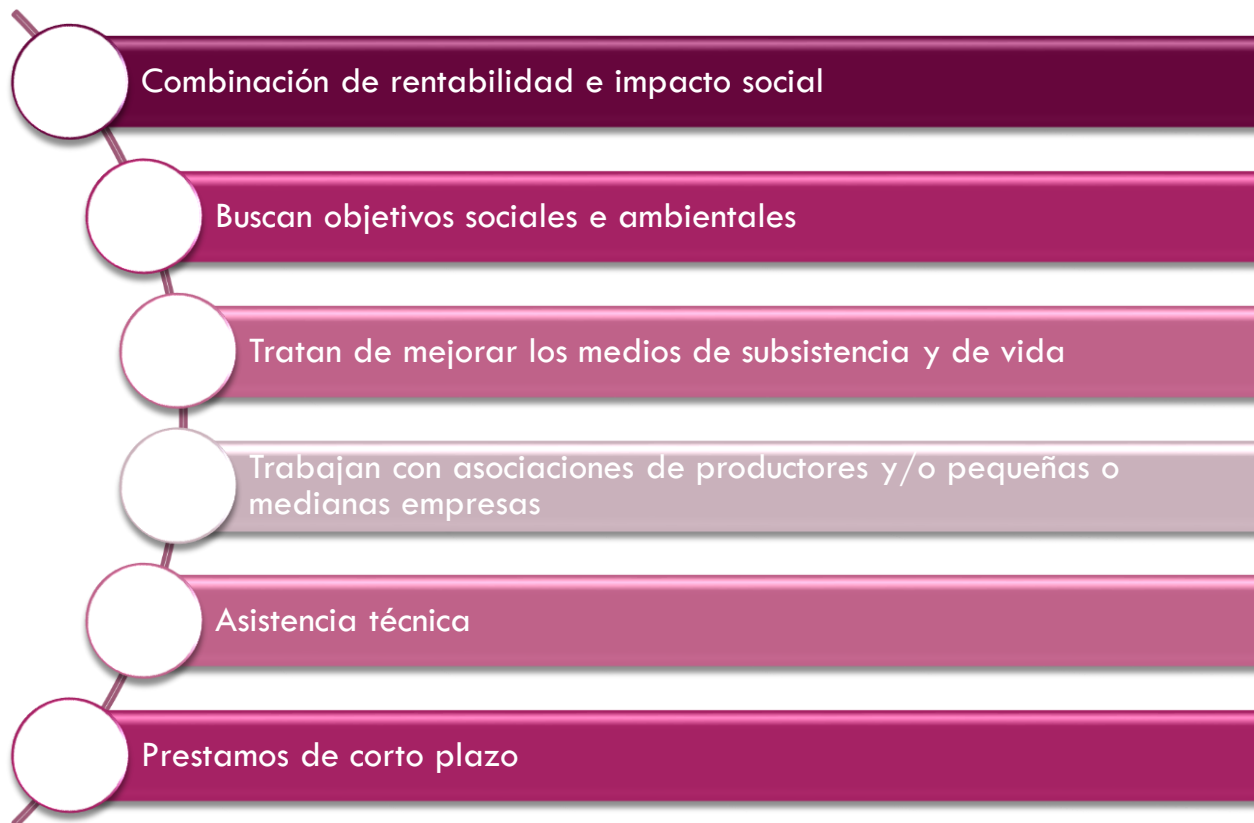 Combinación de rentabilidad e impacto social
Buscan objetivos sociales e ambientales
Tratan de mejorar los medios de subsistencia y de vida
Trabajan con asociaciones de productores y/o pequeñas o
medianas empresas
Asistencia técnica
Prestamos de corto plazo